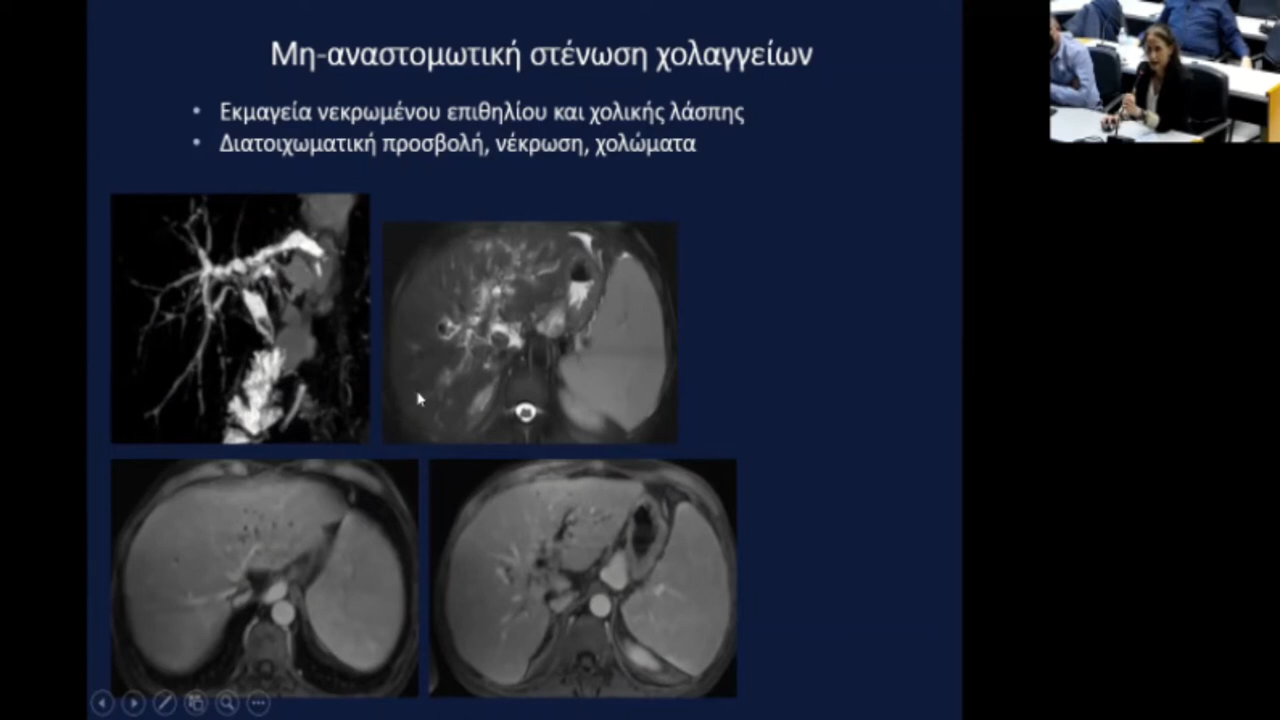 Μη-αναστομωτική στένωση χολαγγείων
• Εκμαγεία νεκρωμένου επιθηλίου και χολικής λάσπης
• Διατοιχωματική προσβολή, νέκρωση, χολώματα